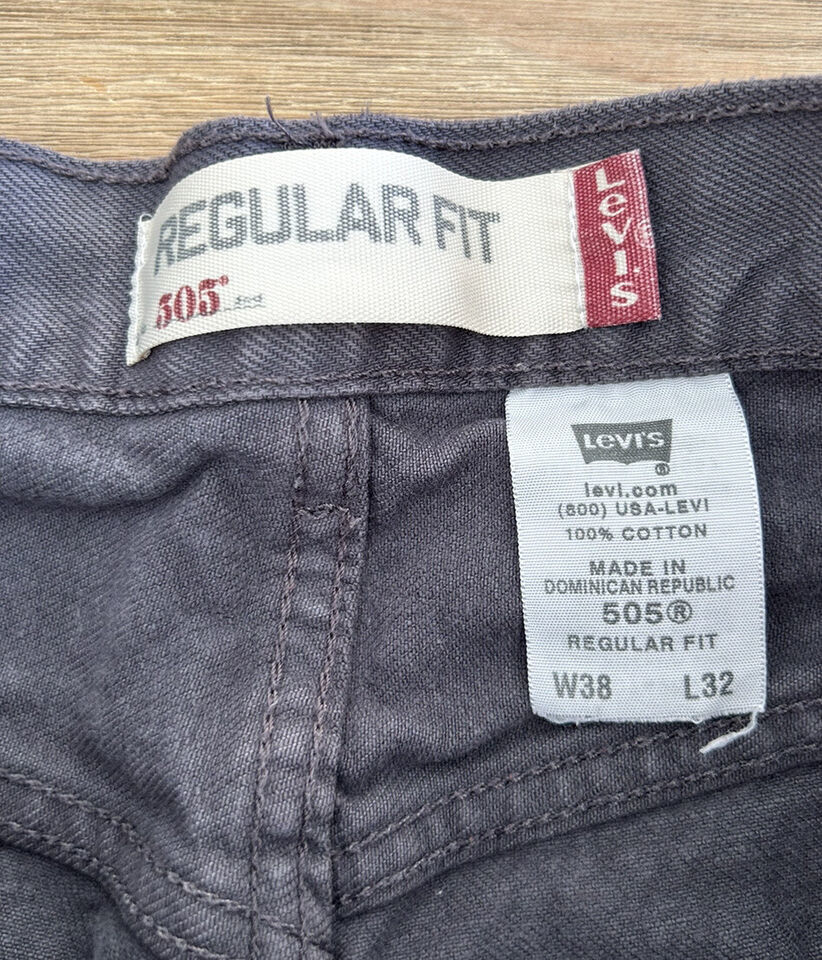 REGULAR FIT
505®
LEVI'S®
LEVI'S
®
levi.com
(800) USA-LEVI
100% COTTON
MADE IN
DOMINICAN REPUBLIC
505®
REGULAR FIT
W38 L32